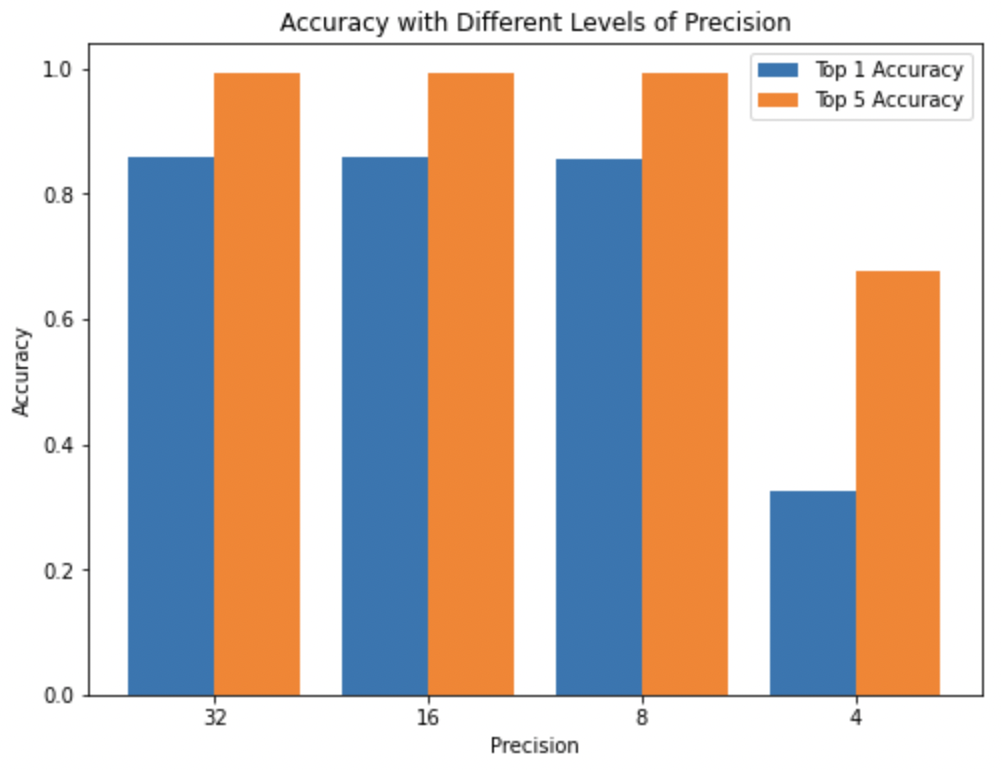 Accuracy with Different Levels of Precision
Top 1 Accuracy
Top 5 Accuracy
Accuracy
1.0
0.8
0.6
0.4
0.2
0.0
32 16 8 4
Precision